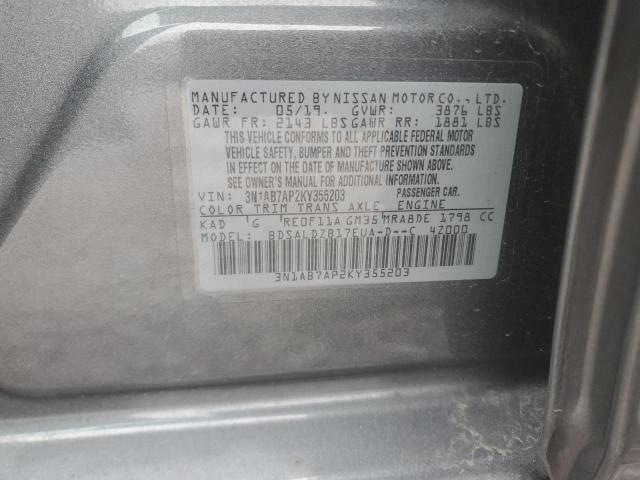 MANUFACTURED BY NISSAN MOTOR CO., LTD.
DATE: 05/19 GVWR: 3876 LBS
GAWR FR: 2143 LBS GAWR RR: 1881 LBS
THIS VEHICLE CONFORMS TO ALL APPLICABLE FEDERAL MOTOR
VEHICLE SAFETY, BUMPER AND THEFT PREVENTION STANDARDS
IN EFFECT ON THE DATE OF MANUFACTURE SHOWN ABOVE.
SEE OWNER'S MANUAL FOR ADDITIONAL INFORMATION.
VIN: 3N1AB7AP2KY355203 PASSENGER CAR.
COLOR TRIM TRANS AXLE ENGINE
KAD G RE0F11A GM35 MRA8DE 1798 CC
MODEL: BDSALDZB17EUA-D--C 4Z000
3N1AB7AP2KY355203